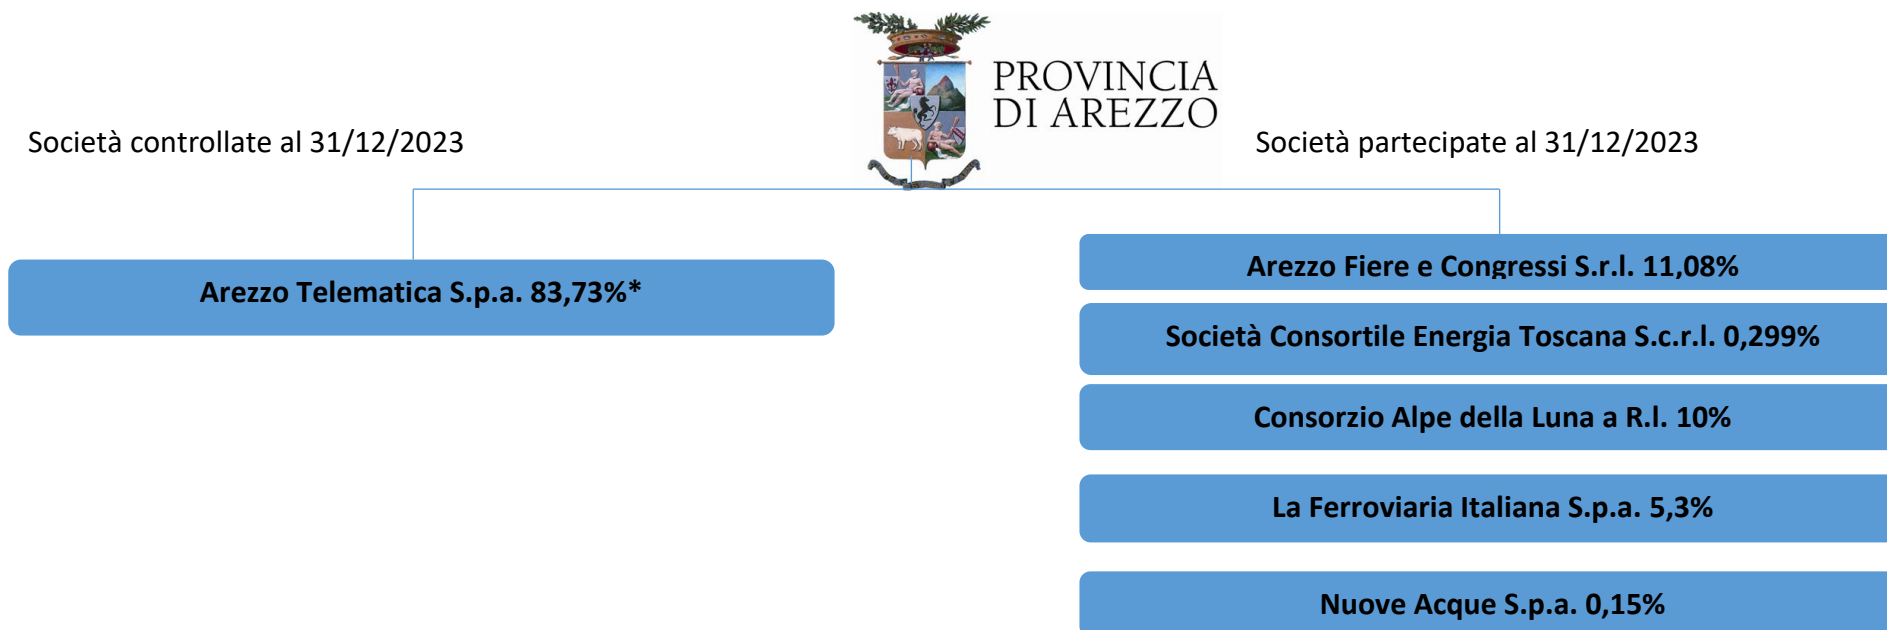 PROVINCIA
DI AREZZO
Società controllate al 31/12/2023
Società partecipate al 31/12/2023
Arezzo Telematica S.p.a. 83,73%*
Arezzo Fiere e Congressi S.r.l. 11,08%
Società Consortile Energia Toscana S.c.r.l. 0,299%
Consorzio Alpe della Luna a R.l. 10%
La Ferroviaria Italiana S.p.a. 5,3%
Nuove Acque S.p.a. 0,15%